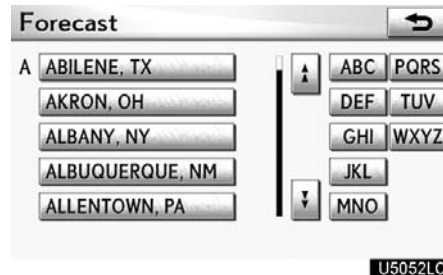 Forecast
A ABILENE, TX ABC PQRS
AKRON, OH DEF TUV
ALBANY, NY GHI WXYZ
ALBUQUERQUE, NM JKL
ALLENTOWN, PA MNO
U5052LC